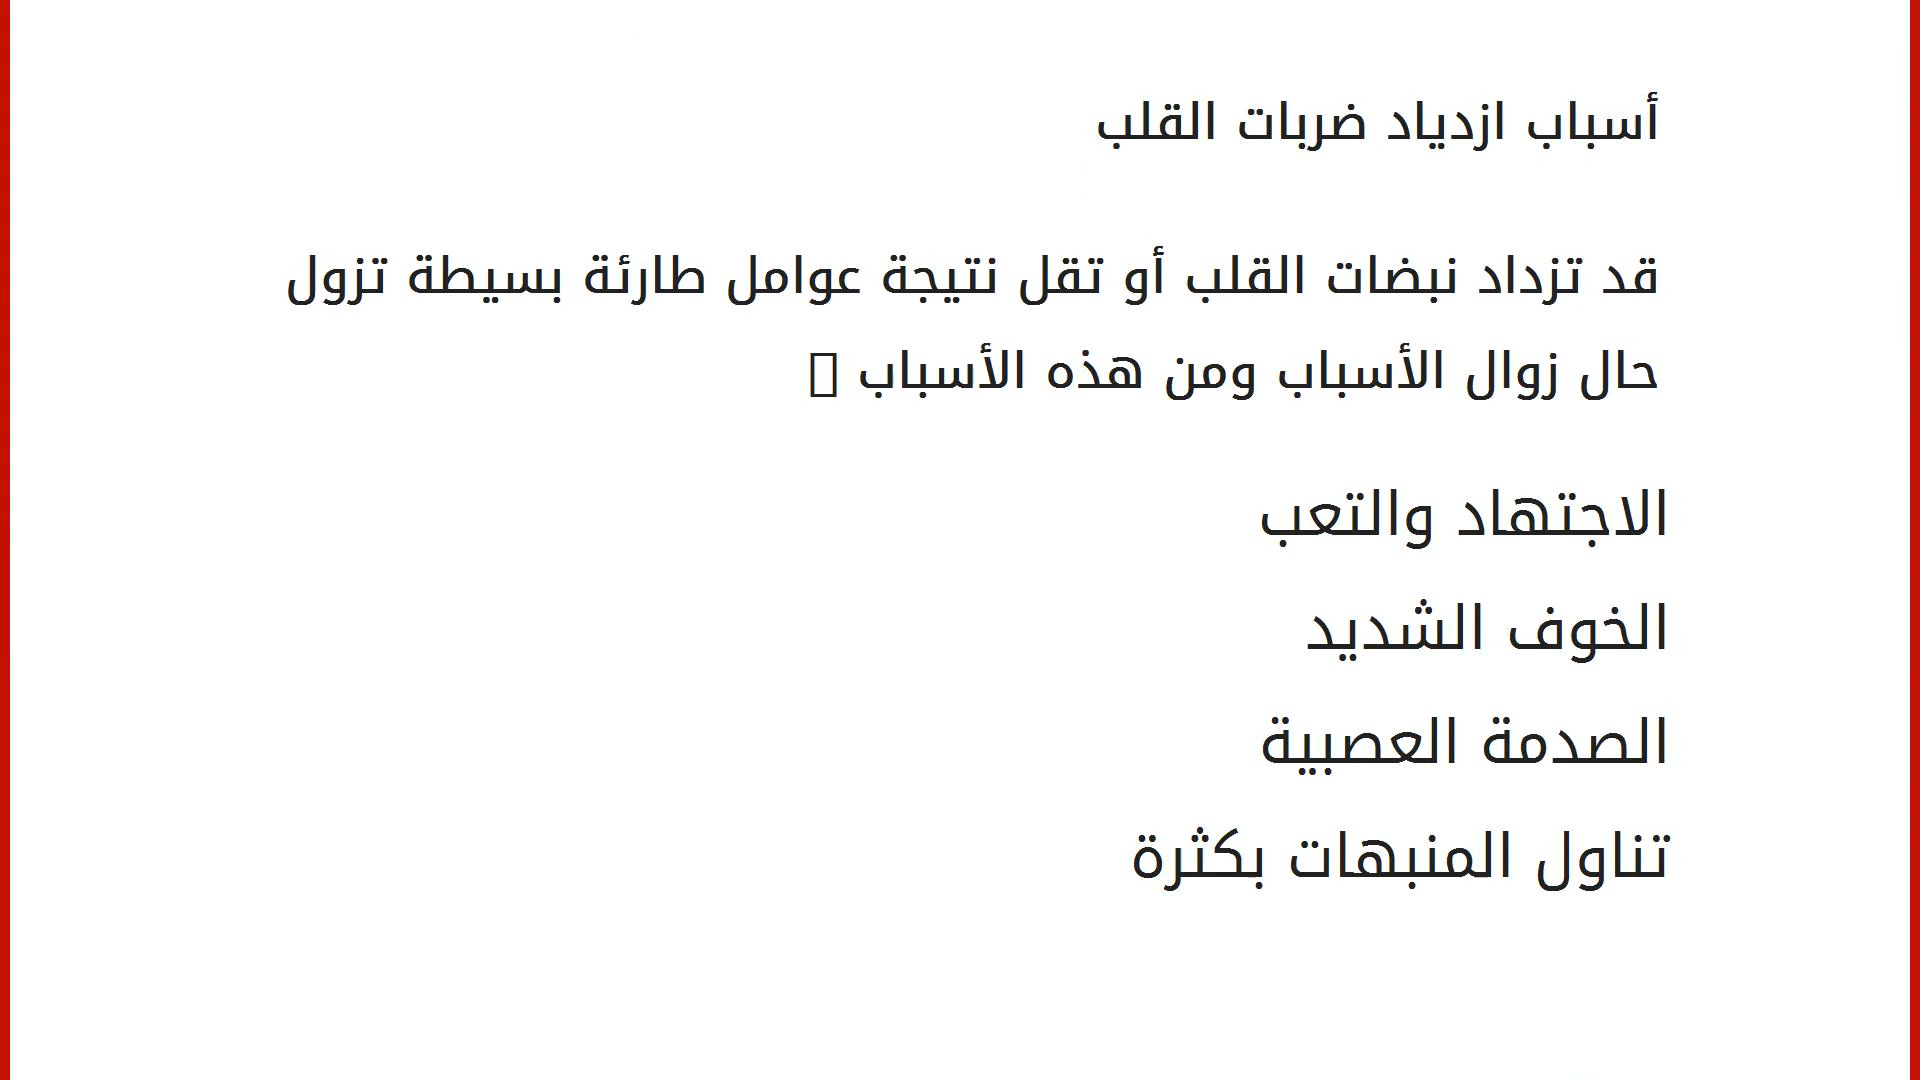 أسباب ازدياد ضربات القلب
قد تزداد نبضات القلب أو تقل نتيجة عوامل طارئة بسيطة تزول
حال زوال الأسباب ومن هذه الأسباب
الاجتهاد والتعب
الخوف الشديد
الصدمة العصبية
تناول المنبهات بكثرة